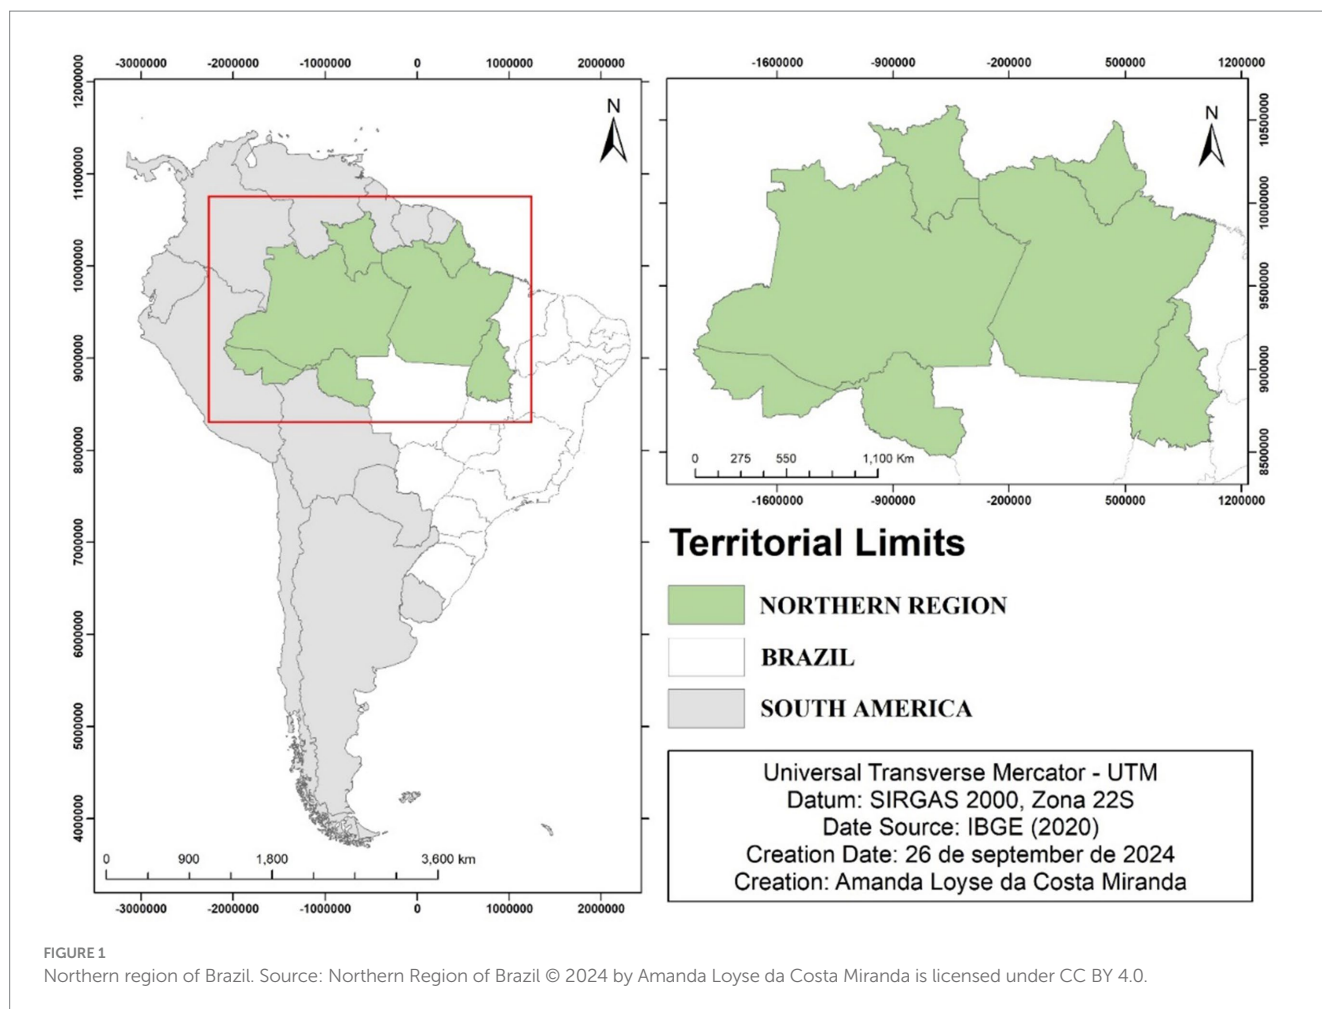 -3000000 -2000000 -1000000 0 1000000 2000000
12000000
11000000
10000000
9000000
8000000
7000000
6000000
5000000
4000000
N
0 900 1,800 3,600 km
-3000000 -2000000 -1000000 0 1000000 2000000
-1600000 -900000 -200000 500000 1200000
N
10500000
10000000
9500000
9000000
8500000
0 275 550 1,100 Km
-1600000 -900000 -200000 500000 1200000
Territorial Limits
NORTHERN REGION
BRAZIL
SOUTH AMERICA
Universal Transverse Mercator - UTM
Datum: SIRGAS 2000, Zona 22S
Date Source: IBGE (2020)
Creation Date: 26 de september de 2024
Creation: Amanda Loyse da Costa Miranda
FIGURE 1
Northern region of Brazil. Source: Northern Region of Brazil © 2024 by Amanda Loyse da Costa Miranda is licensed under CC BY 4.0.